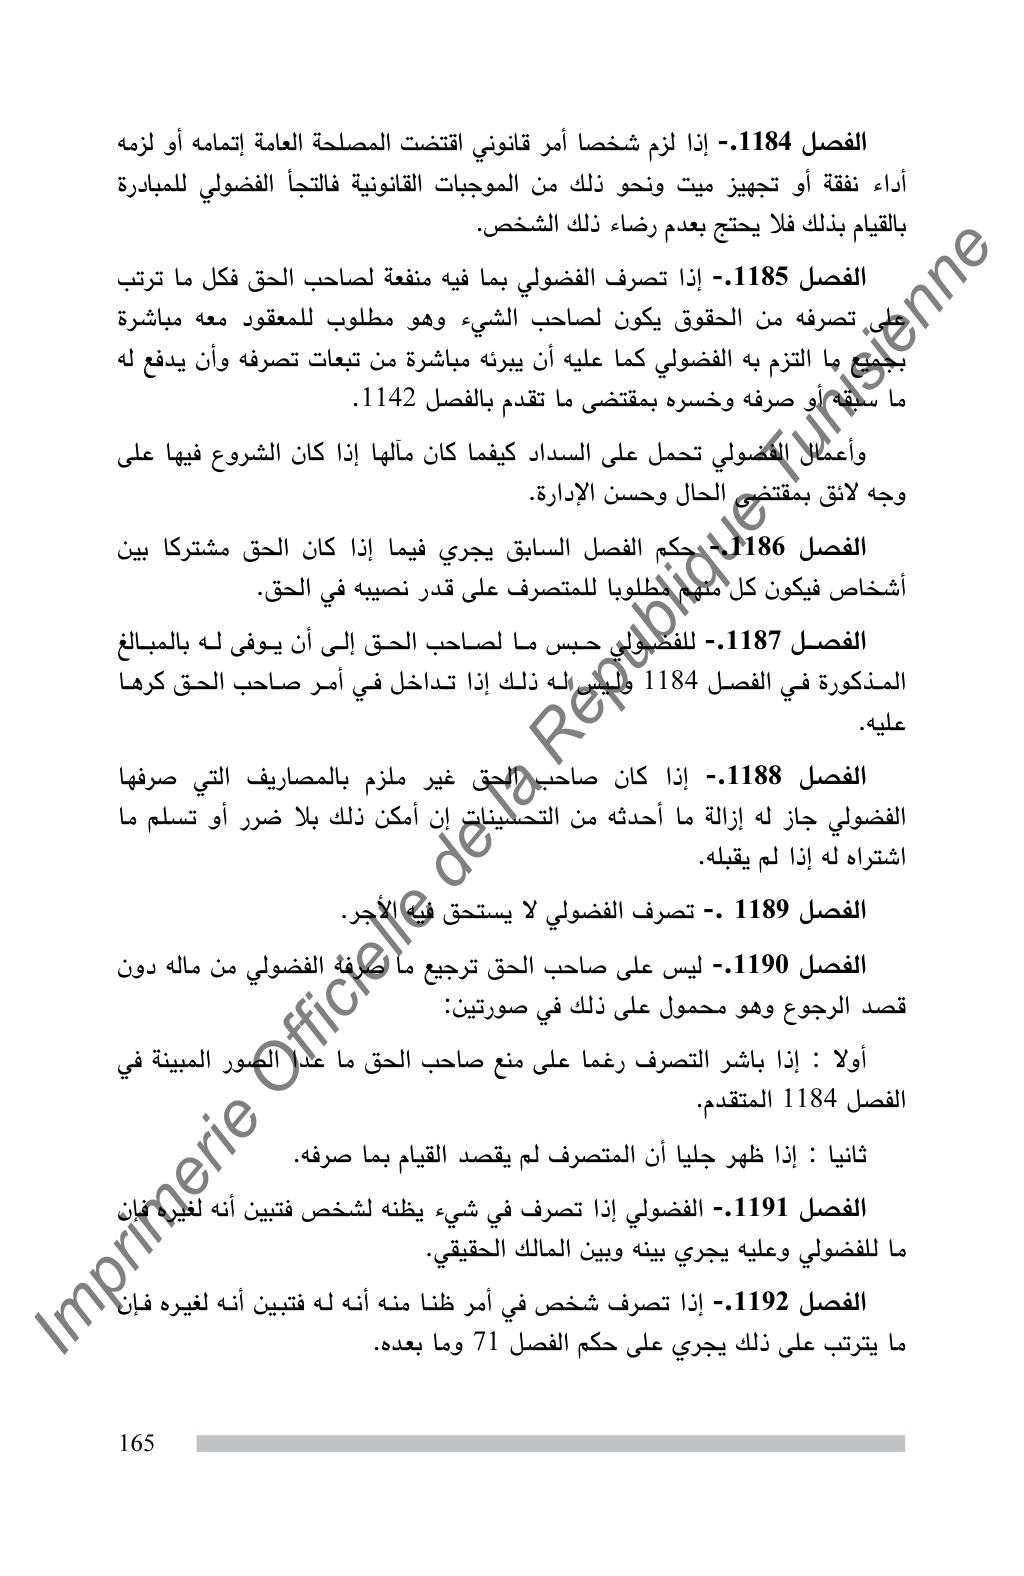 الفصل 1184.- إذا لزم شخصا أمر قانوني اقتضت المصلحة العامة إتمامه أو لزمه
أداء نفقة أو تجهيز ميت ونحو ذلك من الموجبات القانونية فالتجأ الفضولي للمبادرة
بالقيام بذلك فلا يحتج بعدم رضاء ذلك الشخص.
الفصل 1185.- إذا تصرف الفضولي بما فيه منفعة لصاحب الحق فكل ما ترتب
على تصرفه من الحقوق يكون لصاحب الشيء وهو مطلوب للمعقود معه مباشرة
بجميع ما التزم به الفضولي كما عليه أن يبرئه مباشرة من تبعات تصرفه وأن يدفع له
ما سبقه أو صرفه وخسره بمقتضى ما تقدم بالفصل 1142.
وأعمال الفضولي تحمل على السداد كيفما كان مآلها إذا كان الشروع فيها على
وجه لائق بمقتضى الحال وحسن الإدارة.
الفصل 1186.- حكم الفصل السابق يجري فيما إذا كان الحق مشتركا بين
أشخاص فيكون كل منهم مطلوبا للمتصرف على قدر نصيبه في الحق.
الفصل 1187.- للفضولي حبس ما لصاحب الحق إلى أن يوفى له بالمبالغ
المذكورة في الفصل 1184 وليس له ذلك إذا تداخل في أمر صاحب الحق كرها
عليه.
الفصل 1188.- إذا كان صاحب الحق غير ملزم بالمصاريف التي صرفها
الفضولي جاز له إزالة ما أحدثه من التحسينات إن أمكن ذلك بلا ضرر أو تسلم ما
اشتراه له إذا لم يقبله.
الفصل 1189 .- تصرف الفضولي لا يستحق فيه الأجر.
الفصل 1190.- ليس على صاحب الحق ترجيع ما صرفه الفضولي من ماله دون
قصد الرجوع وهو محمول على ذلك في صورتين:
أولا : إذا باشر التصرف رغما على منع صاحب الحق ما عدا الصور المبينة في
الفصل 1184 المتقدم.
ثانيا : إذا ظهر جليا أن المتصرف لم يقصد القيام بما صرفه.
الفصل 1191.- الفضولي إذا تصرف في شيء يظنه لشخص فتبين أنه لغيره فإن
ما للفضولي وعليه يجري بينه وبين المالك الحقيقي.
الفصل 1192.- إذا تصرف شخص في أمر ظنا منه أنه له فتبين أنه لغيره فإن
ما يترتب على ذلك يجري على حكم الفصل 71 وما بعده.
165
Imprimerie Officielle de la République Tunisienne